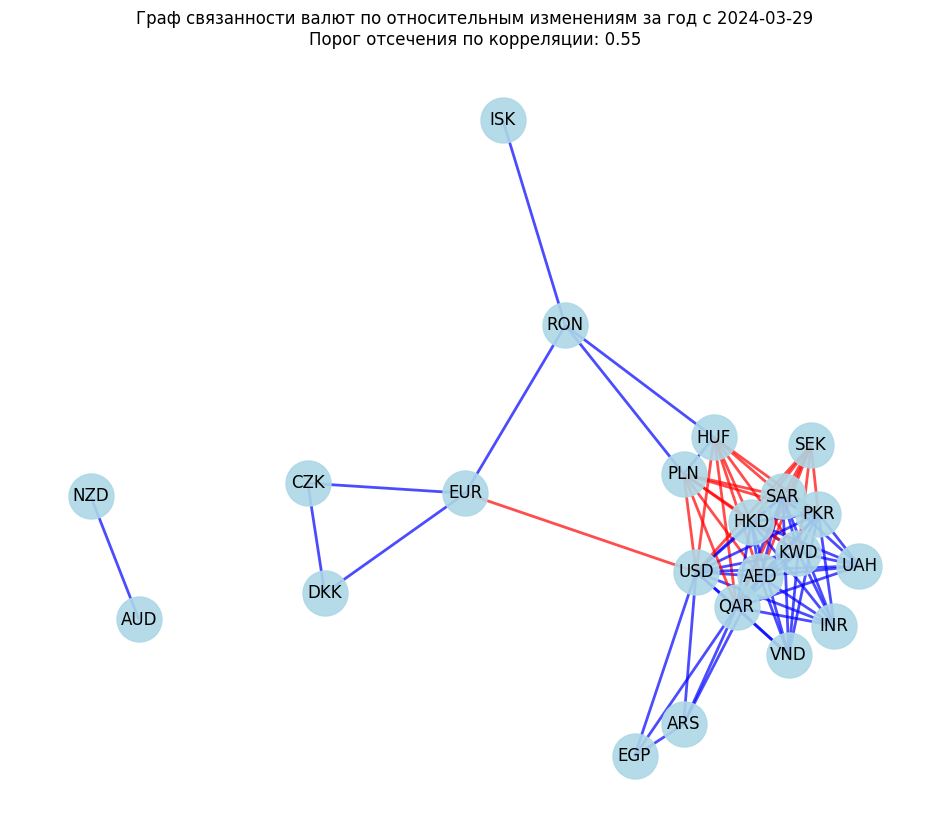 Граф связанности валют по относительным изменениям за год с 2024-03-29
Порог отсечения по корреляции: 0.55
ISK
RON
HUF
SEK
PLN
CZK
EUR
NZD
SAR
PKR
HKD
KWD
UAH
USD
AED
DKK
QAR
AUD
INR
VND
ARS
EGP